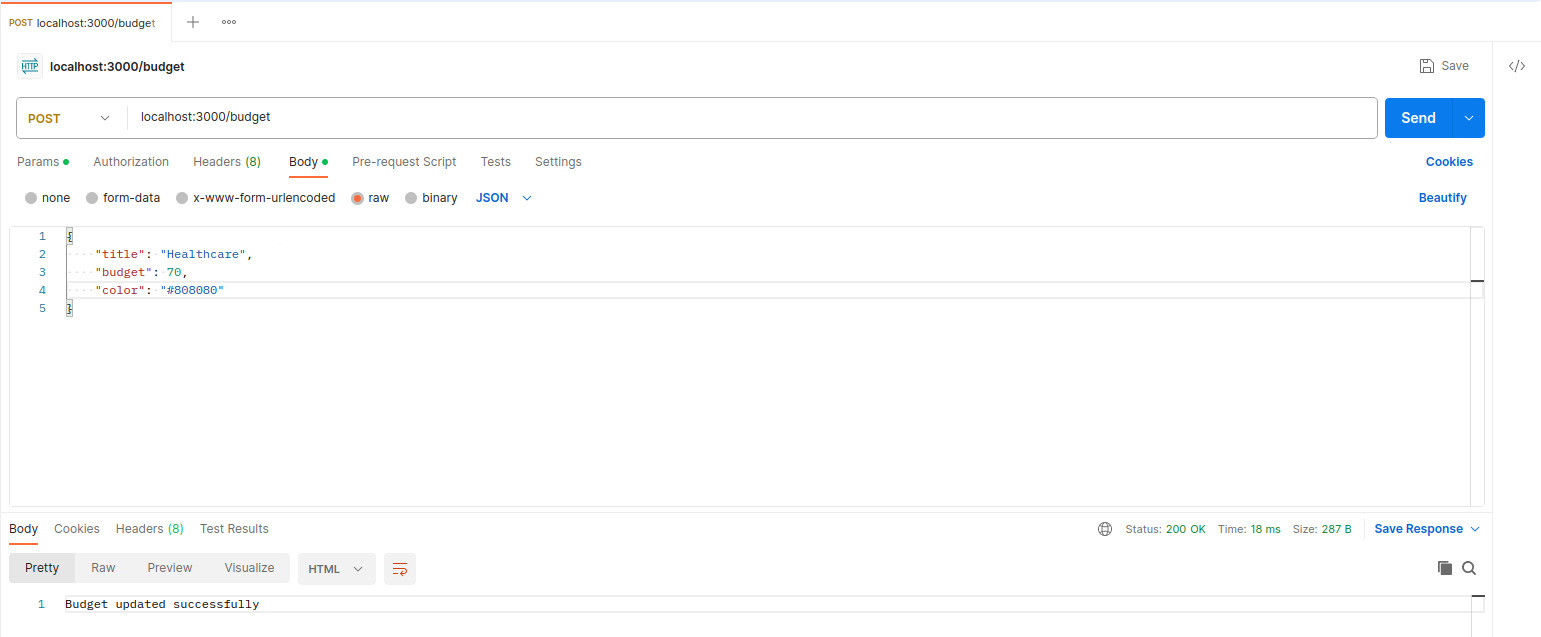 POST localhost:3000/budget
HTTP localhost:3000/budget
Save
POST
localhost:3000/budget
Send
Params
Authorization
Headers (8)
Body
Pre-request Script
Tests
Settings
Cookies
none
form-data
x-www-form-urlencoded
raw
binary
JSON
Beautify
1 {
2 "title": "Healthcare",
3 "budget": 70,
4 "color": "#808080"
5 }
Body
Cookies
Headers (8)
Test Results
Status: 200 OK
Time: 18 ms
Size: 287 B
Save Response
Pretty
Raw
Preview
Visualize
HTML
1 Budget updated successfully